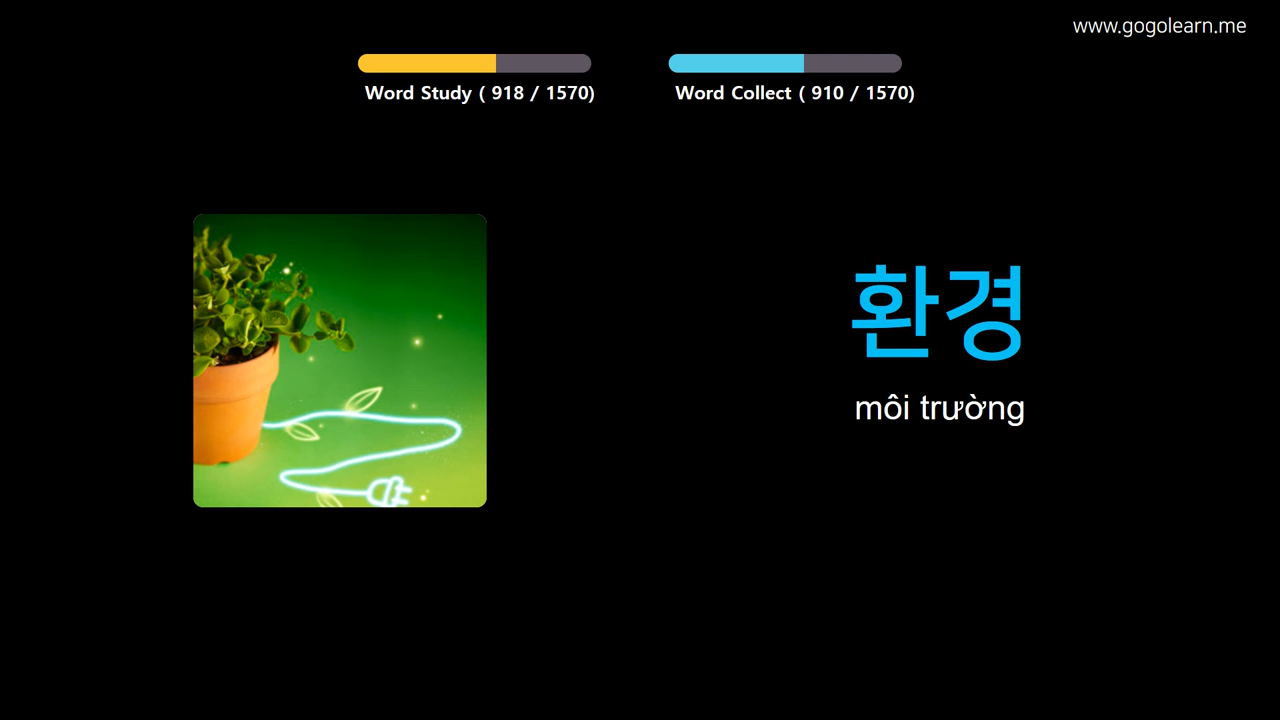 www.gogolearn.me
Word Study ( 918 / 1570)
Word Collect ( 910 / 1570)
환경
môi trường